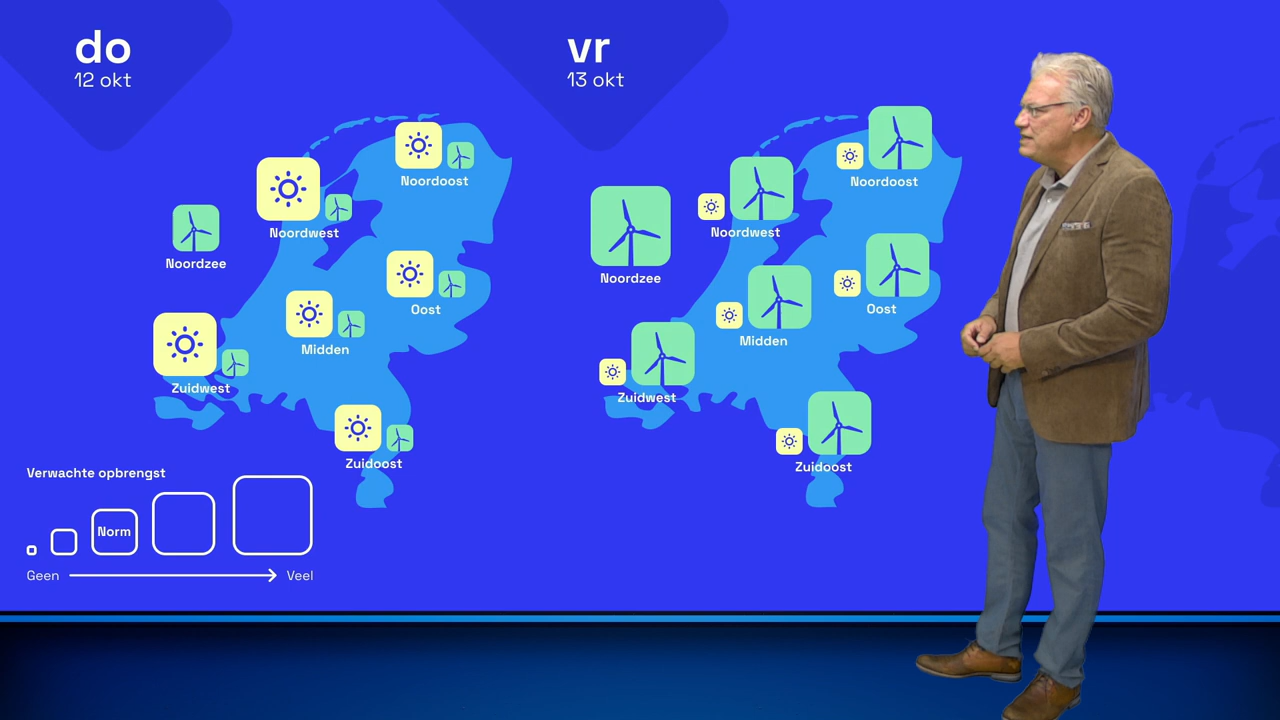 do
12 okt
Noordoost
Noordwest
Noordzee
Oost
Midden
Zuidwest
Zuidoost
vr
13 okt
Noordoost
Noordwest
Noordzee
Oost
Midden
Zuidwest
Zuidoost
Verwachte opbrengst
Norm
Geen
Veel